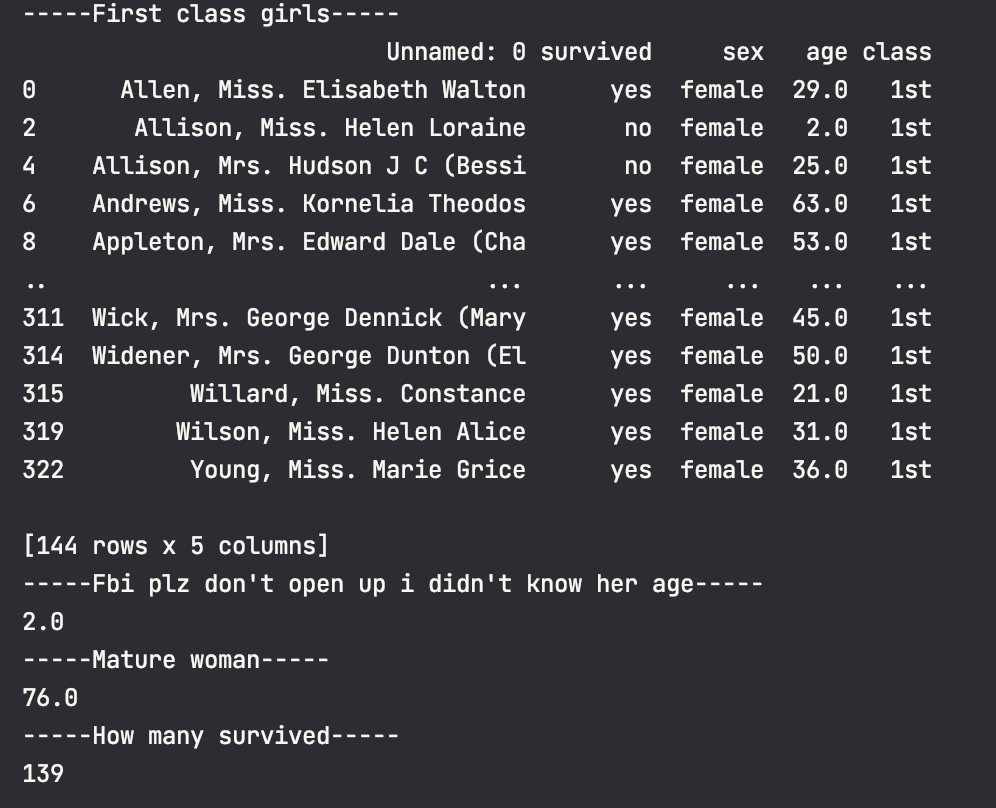 -----First class girls-----
Unnamed: 0 survived sex age class
0 Allen, Miss. Elisabeth Walton yes female 29.0 1st
2 Allison, Miss. Helen Loraine no female 2.0 1st
4 Allison, Mrs. Hudson J C (Bessi no female 25.0 1st
6 Andrews, Miss. Kornelia Theodos yes female 63.0 1st
8 Appleton, Mrs. Edward Dale (Cha yes female 53.0 1st
.. ... ... ... ... ...
311 Wick, Mrs. George Dennick (Mary yes female 45.0 1st
314 Widener, Mrs. George Dunton (El yes female 50.0 1st
315 Willard, Miss. Constance yes female 21.0 1st
319 Wilson, Miss. Helen Alice yes female 31.0 1st
322 Young, Miss. Marie Grice yes female 36.0 1st
[144 rows x 5 columns]
-----Fbi plz don't open up i didn't know her age-----
2.0
-----Mature woman-----
76.0
-----How many survived-----
139